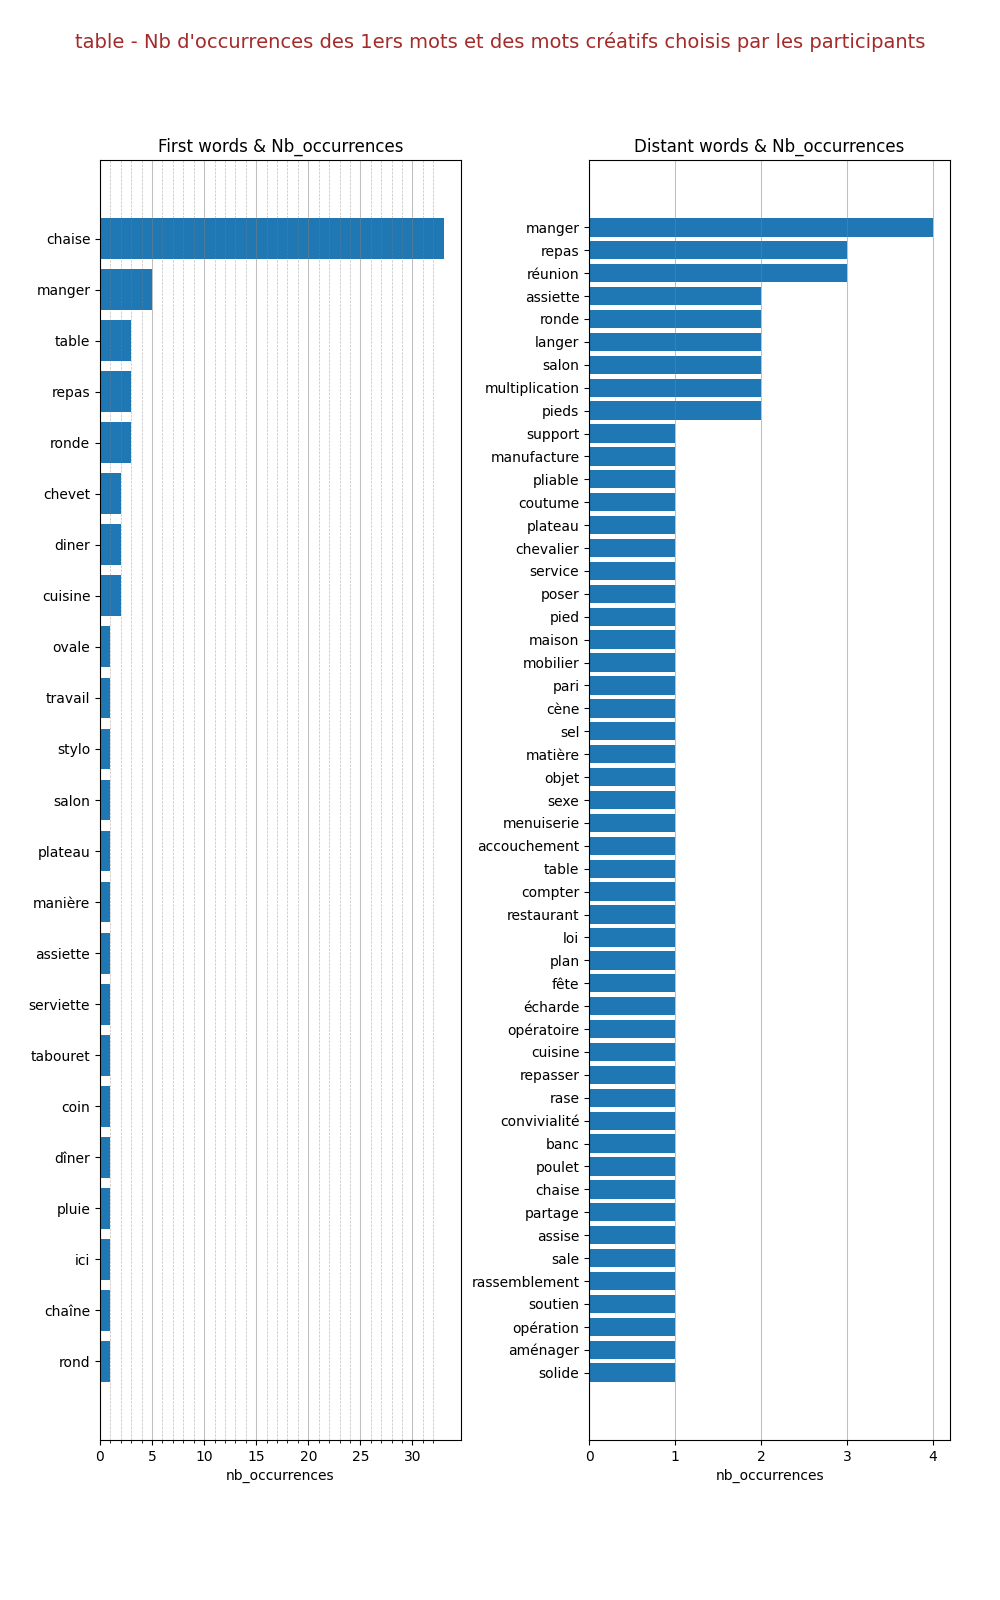 table - Nb d'occurrences des 1ers mots et des mots créatifs choisis par les participants
First words & Nb_occurrences
chaise
manger
table
repas
ronde
chevet
diner
cuisine
ovale
travail
stylo
salon
plateau
manière
assiette
serviette
tabouret
coin
dîner
pluie
ici
chaîne
rond
0 5 10 15 20 25 30
nb_occurrences
Distant words & Nb_occurrences
manger
repas
réunion
assiette
ronde
langer
salon
multiplication
pieds
support
manufacture
pliable
coutume
plateau
chevalier
service
poser
pied
maison
mobilier
pari
cène
sel
matière
objet
sexe
menuiserie
accouchement
table
compter
restaurant
loi
plan
fête
écharde
opératoire
cuisine
repasser
rase
convivialité
banc
poulet
chaise
partage
assise
sale
rassemblement
soutien
opération
aménager
solide
0 1 2 3 4
nb_occurrences